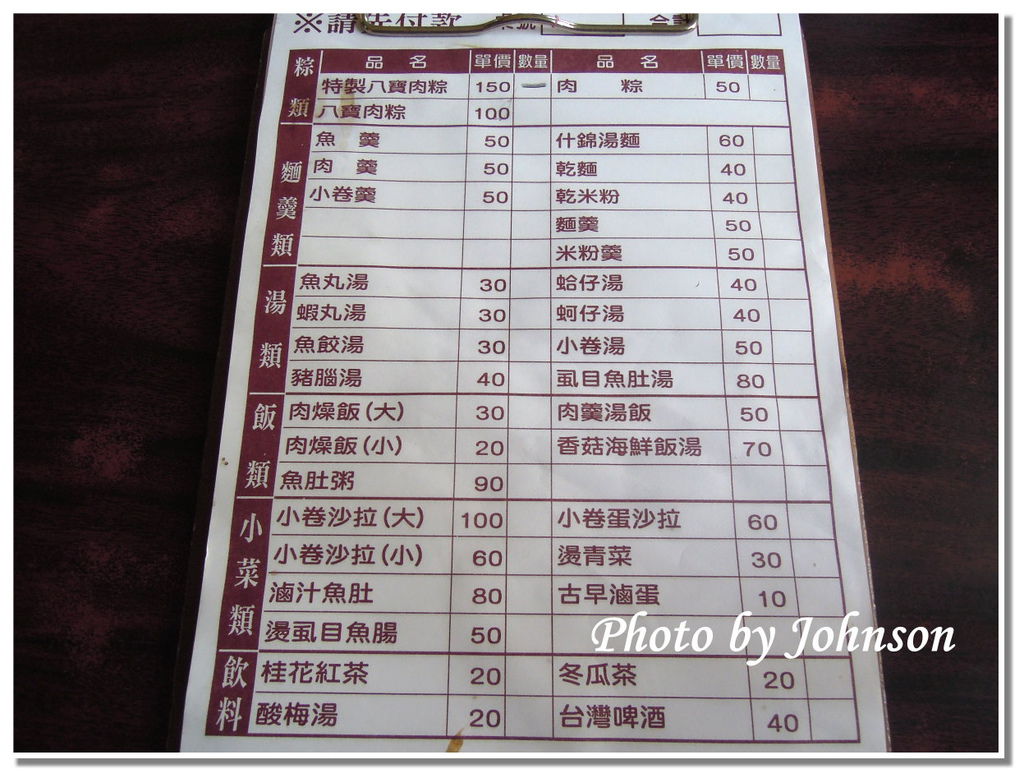 ※請先付款
品名 單價 數量 品名 單價 數量
粽類
特製八寶肉粽 150 一 肉粽 50
八寶肉粽 100
麵羹類
魚羹 50 什錦湯麵 60
肉羹 50 乾麵 40
小卷羹 50 乾米粉 40
麵羹 50
米粉羹 50
湯類
魚丸湯 30 蛤仔湯 40
蝦丸湯 30 蚵仔湯 40
魚餃湯 30 小卷湯 50
豬腦湯 40 虱目魚肚湯 80
飯類
肉燥飯(大) 30 肉羹湯飯 50
肉燥飯(小) 20 香菇海鮮飯湯 70
魚肚粥 90
小菜類
小卷沙拉(大) 100 小卷蛋沙拉 60
小卷沙拉(小) 60 燙青菜 30
滷汁魚肚 80 古早滷蛋 10
燙虱目魚腸 50
飲料
桂花紅茶 20 冬瓜茶 20
酸梅湯 20 台灣啤酒 40
Photo by Johnson